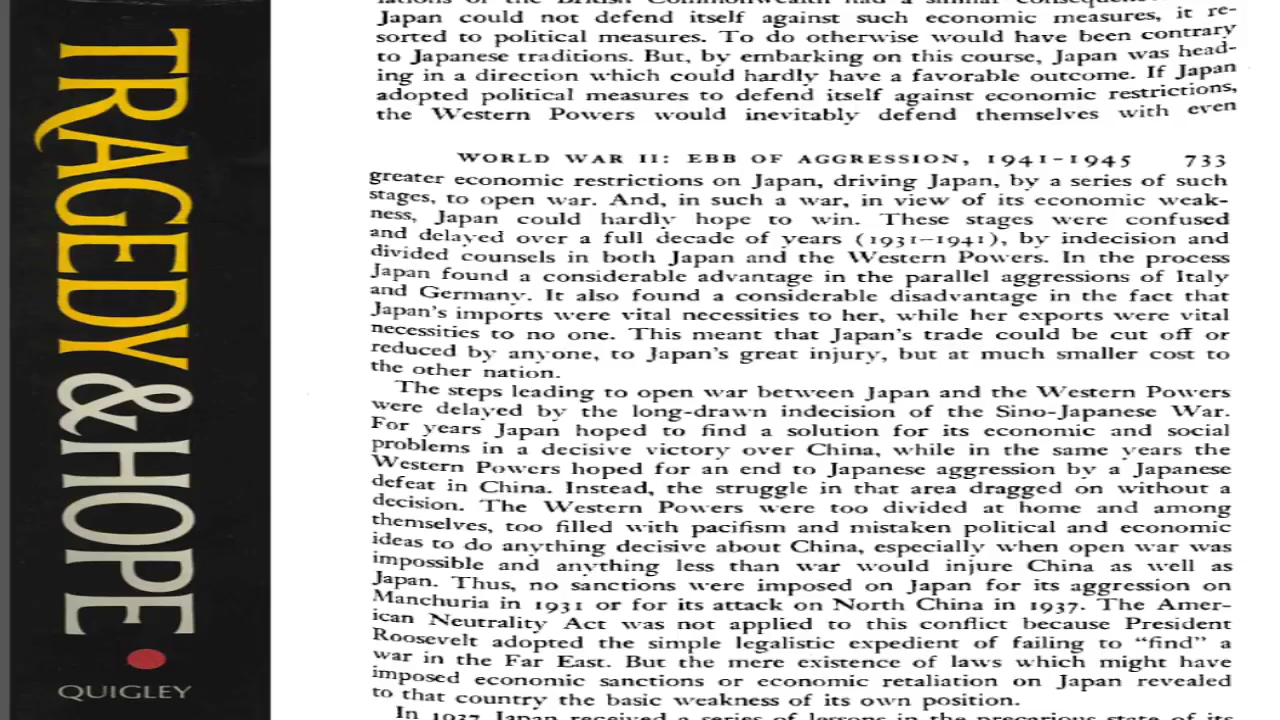 TRAGEDY & HOPE
QUIGLEY
Japan could not defend itself against such economic measures, it re-
sorted to political measures. To do otherwise would have been contrary
to Japanese traditions. But, by embarking on this course, Japan was head-
ing in a direction which could hardly have a favorable outcome. If Japan
adopted political measures to defend itself against economic restrictions,
the Western Powers would inevitably defend themselves with even
WORLD WAR II: EBB OF AGGRESSION, 1941-1945 733
greater economic restrictions on Japan, driving Japan, by a series of such
stages, to open war. And, in such a war, in view of its economic weak-
ness, Japan could hardly hope to win. These stages were confused
and delayed over a full decade of years (1931-1941), by indecision and
divided counsels in both Japan and the Western Powers. In the process
Japan found a considerable advantage in the parallel aggressions of Italy
and Germany. It also found a considerable disadvantage in the fact that
Japan's imports were vital necessities to her, while her exports were vital
necessities to no one. This meant that Japan's trade could be cut off or
reduced by anyone, to Japan's great injury, but at much smaller cost to
the other nation.
The steps leading to open war between Japan and the Western Powers
were delayed by the long-drawn indecision of the Sino-Japanese War.
For years Japan hoped to find a solution for its economic and social
problems in a decisive victory over China, while in the same years the
Western Powers hoped for an end to Japanese aggression by a Japanese
defeat in China. Instead, the struggle in that area dragged on without a
decision. The Western Powers were too divided at home and among
themselves, too filled with pacifism and mistaken political and economic
ideas to do anything decisive about China, especially when open war was
impossible and anything less than war would injure China as well as
Japan. Thus, no sanctions were imposed on Japan for its aggression on
Manchuria in 1931 or for its attack on North China in 1937. The Amer-
ican Neutrality Act was not applied to this conflict because President
Roosevelt adopted the simple legalistic expedient of failing to "find" a
war in the Far East. But the mere existence of laws which might have
imposed economic sanctions or economic retaliation on Japan revealed
to that country the basic weakness of its own position.
In 1937 Japan received a series of lessons in the precarious state of its